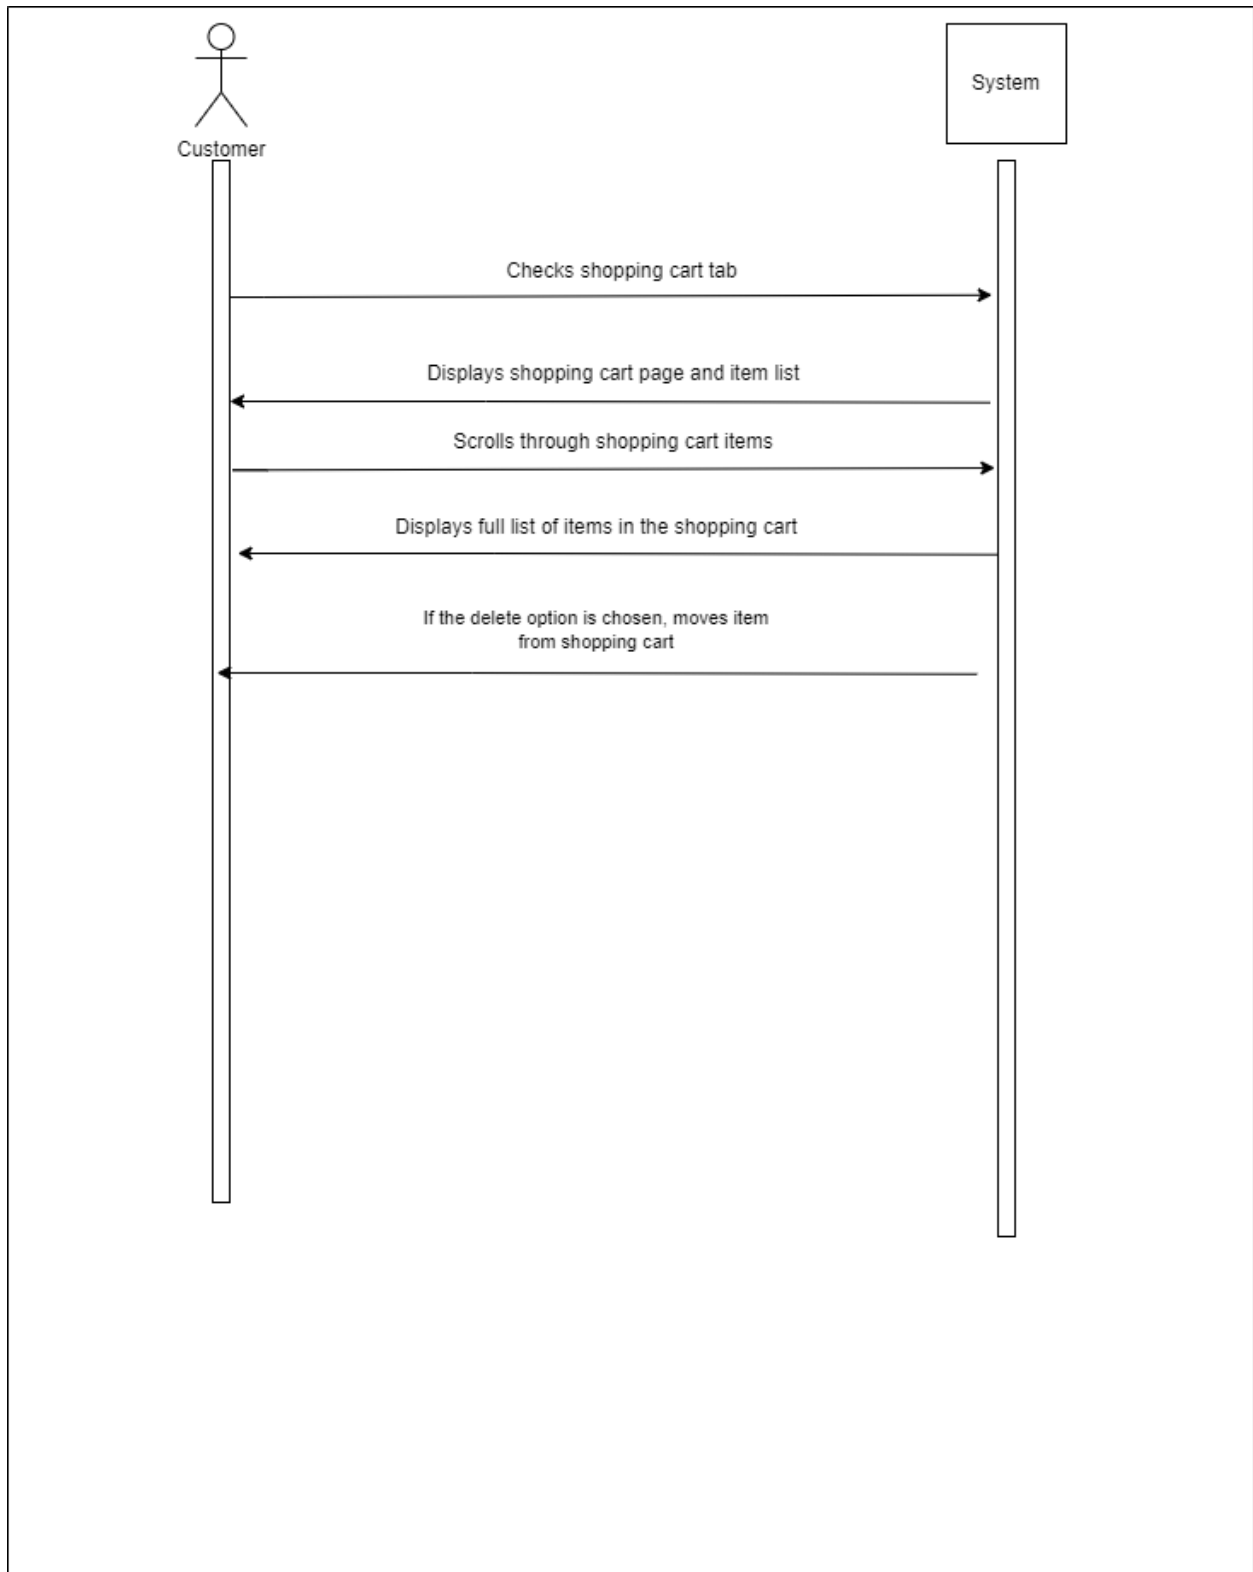 System
Customer
Checks shopping cart tab
Displays shopping cart page and item list
Scrolls through shopping cart items
Displays full list of items in the shopping cart
If the delete option is chosen, moves item
from shopping cart